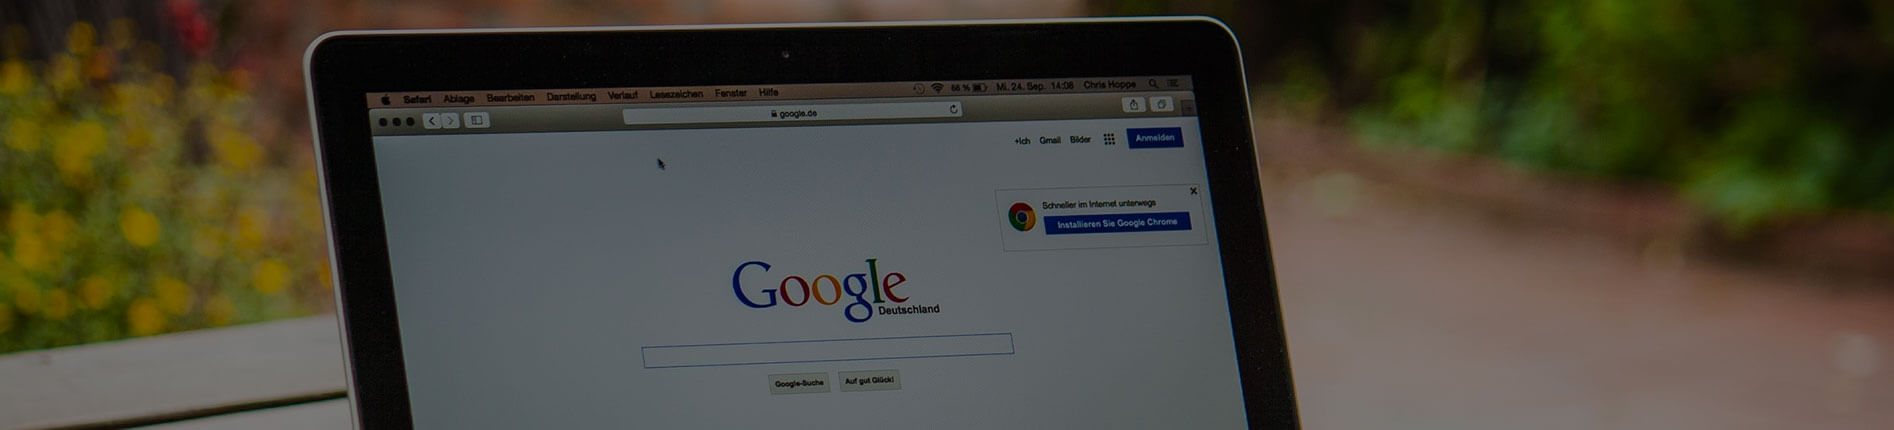 Safari Ablage Bearbeiten Darstellung Verlauf Lesezeichen Fenster Hilfe 66 % Mi. 24. Sep. 14:08 Chris Hoppe
google.de
+Ich Gmail Bilder Anmelden
Schneller im Internet unterwegs
Installieren Sie Google Chrome
Google
Deutschland
Google-Suche Auf gut Glück!